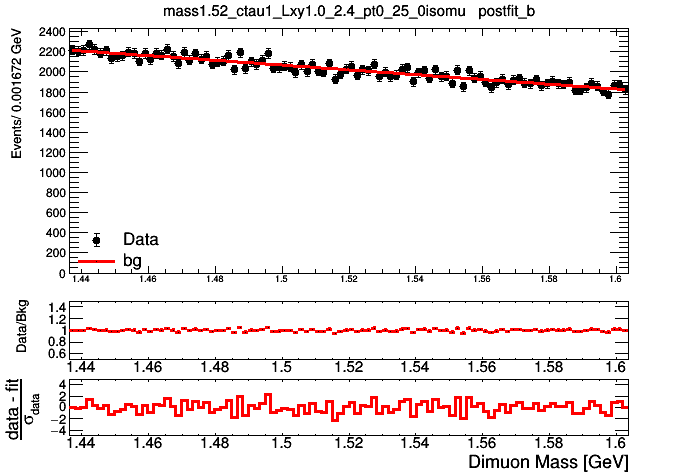 mass1.52_ctau1_Lxy1.0_2.4_pt0_25_0isomu postfit_b
Events/ 0.001672 GeV
2400
2200
2000
1800
1600
1400
1200
1000
800
600
400
200
0
Data
bg
1.44 1.46 1.48 1.5 1.52 1.54 1.56 1.58 1.6
Data/Bkg
1.4
1.2
1
0.8
0.6
1.44 1.46 1.48 1.5 1.52 1.54 1.56 1.58 1.6
data - fit
σdata
4
2
0
−2
−4
1.44 1.46 1.48 1.5 1.52 1.54 1.56 1.58 1.6
Dimuon Mass [GeV]